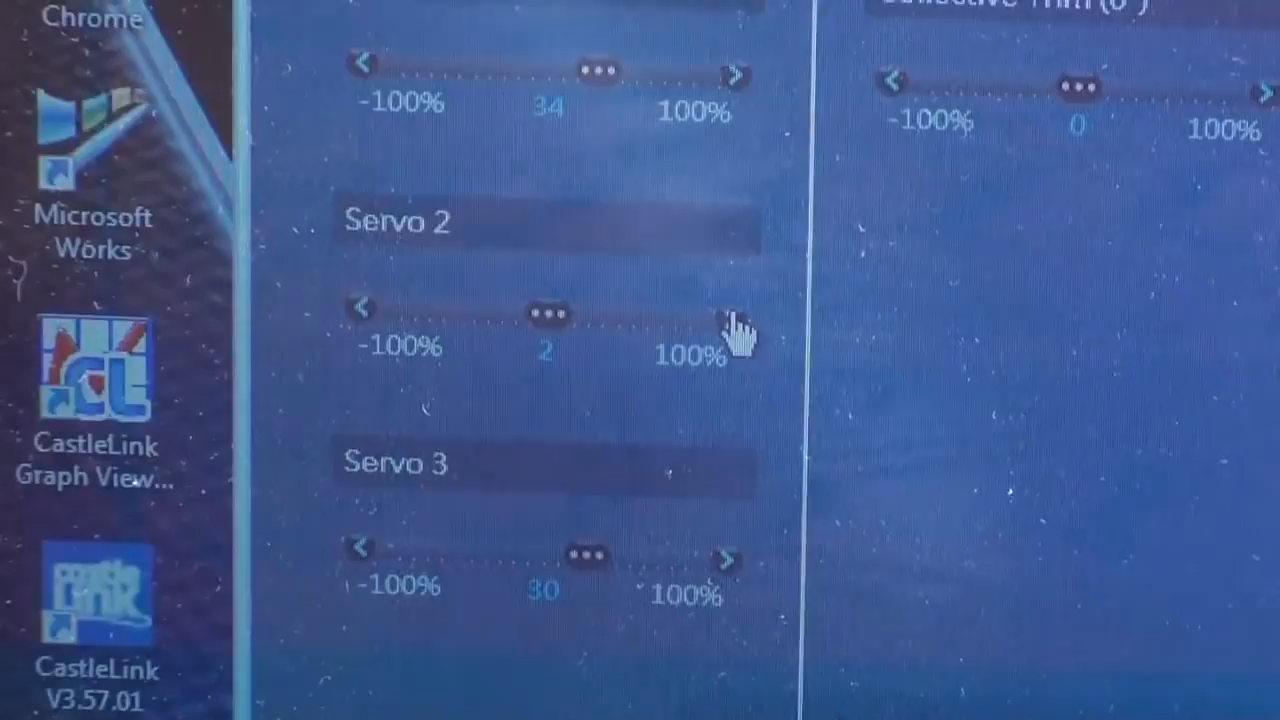 Chrome
Microsoft
Works
CastleLink
Graph View...
CastleLink
V3.57.01
-100%
34
100%
Servo 2
-100%
2
100%
Servo 3
-100%
30
100%
-100%
0
100%